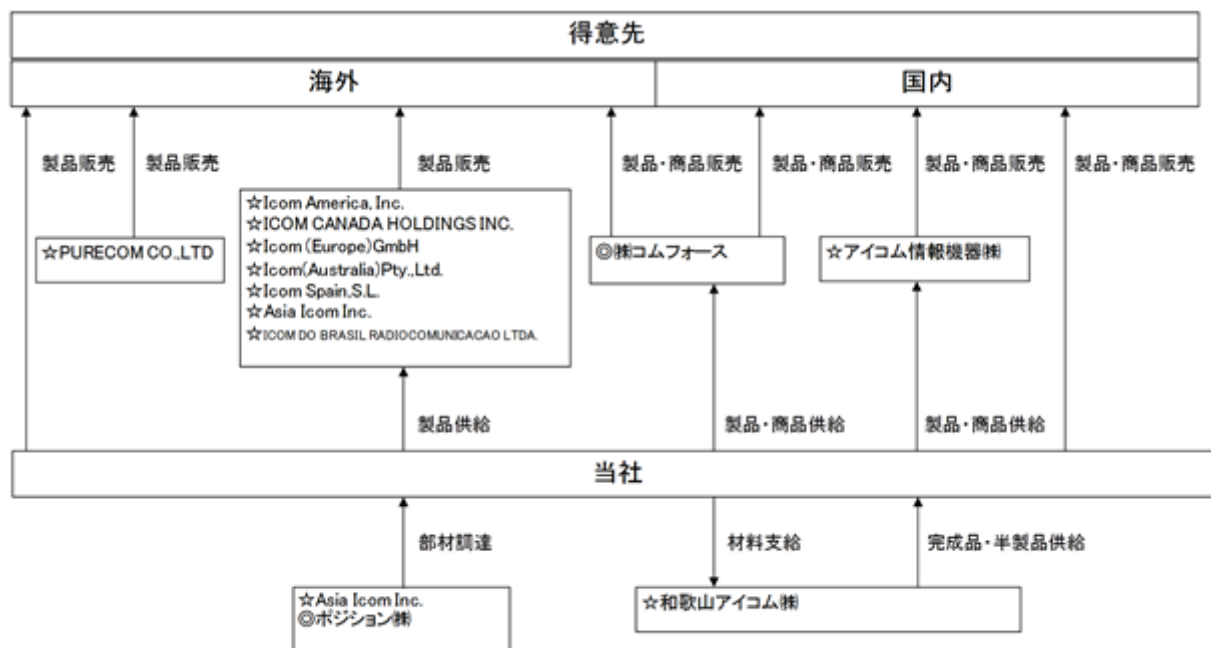 得意先
海外
国内
製品販売
製品販売
製品販売
製品・商品販売
製品・商品販売
製品・商品販売
製品・商品販売
☆PURECOM CO.,LTD
☆Icom America, Inc.
☆ICOM CANADA HOLDINGS INC.
☆Icom (Europe)GmbH
☆Icom(Australia)Pty.,Ltd.
☆Icom Spain,S.L.
☆Asia Icom Inc.
☆ICOM DO BRASIL RADIOCOMUNICACAO LTDA.
◎㈱コムフォース
☆アイコム情報機器㈱
製品供給
製品・商品供給
製品・商品供給
当社
部材調達
材料支給
完成品・半製品供給
☆Asia Icom Inc.
◎ポジション㈱
☆和歌山アイコム㈱